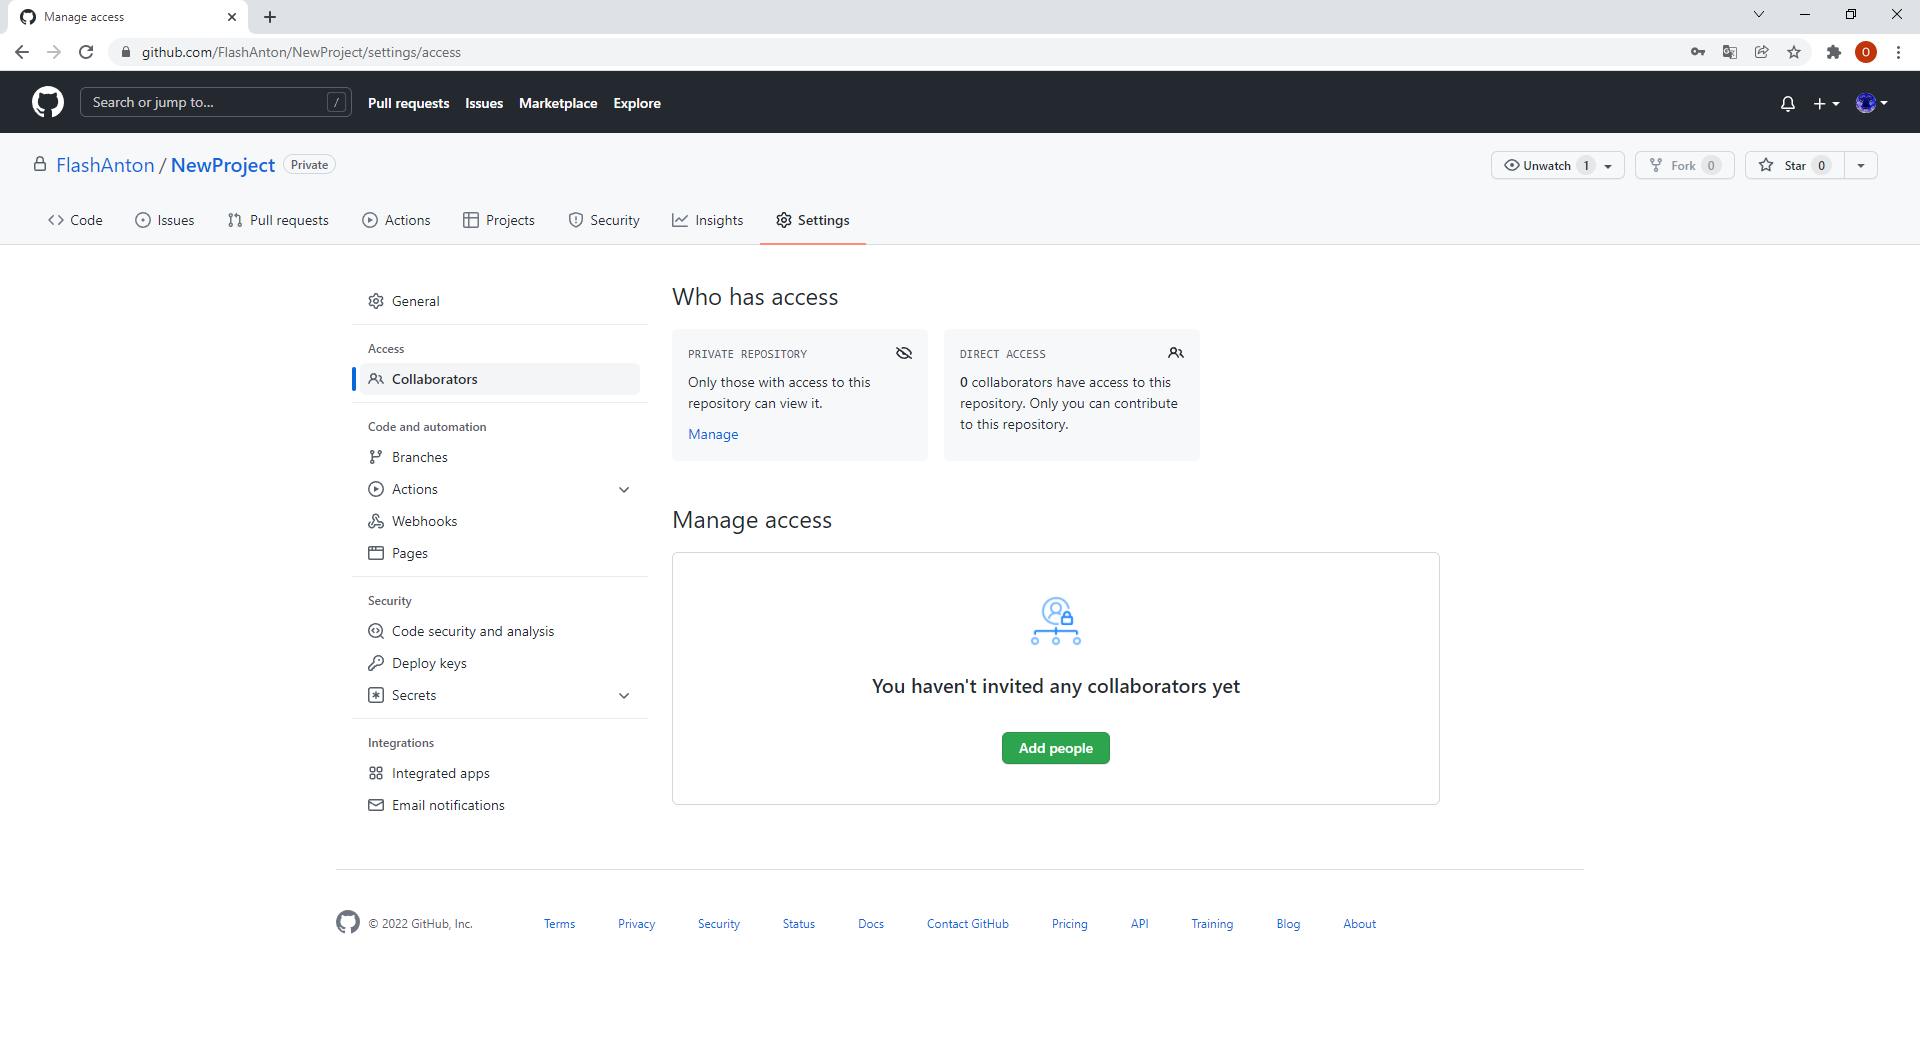 Manage access
github.com/FlashAnton/NewProject/settings/access
O
Search or jump to...
/
Pull requests
Issues
Marketplace
Explore
FlashAnton / NewProject
Private
Unwatch 1
Fork 0
Star 0
Code
Issues
Pull requests
Actions
Projects
Security
Insights
Settings
General
Access
Collaborators
Code and automation
Branches
Actions
Webhooks
Pages
Security
Code security and analysis
Deploy keys
Secrets
Integrations
Integrated apps
Email notifications
Who has access
PRIVATE REPOSITORY
Only those with access to this
repository can view it.
Manage
DIRECT ACCESS
0 collaborators have access to this
repository. Only you can contribute
to this repository.
Manage access
You haven't invited any collaborators yet
Add people
© 2022 GitHub, Inc.
Terms
Privacy
Security
Status
Docs
Contact GitHub
Pricing
API
Training
Blog
About